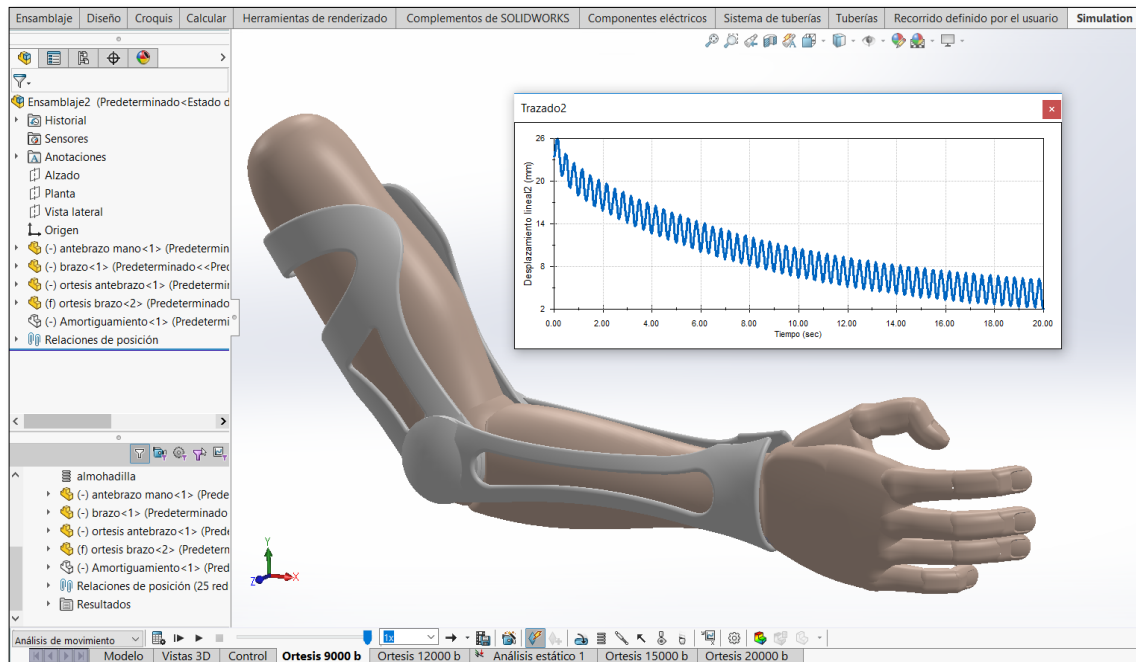 Ensamblaje Diseño Croquis Calcular Herramientas de renderizado Complementos de SOLIDWORKS Componentes eléctricos Sistema de tuberías Tuberías Recorrido definido por el usuario Simulation
Ensamblaje2 (Predeterminado<Estado d
Historial
Sensores
Anotaciones
Alzado
Planta
Vista lateral
Origen
(-) antebrazo mano<1> (Predetermin
(-) brazo<1> (Predeterminado<<Pred
(-) ortesis antebrazo<1> (Predetermi
(f) ortesis brazo<2> (Predeterminado
(-) Amortiguamiento<1> (Predetermi
Relaciones de posición
Trazado2
Desplazamiento lineal2 (mm)
26
20
14
8
2
0.00 2.00 4.00 6.00 8.00 10.00 12.00 14.00 16.00 18.00 20.00
Tiempo (sec)
almohadilla
(-) antebrazo mano<1> (Prede
(-) brazo<1> (Predeterminado
(-) ortesis antebrazo<1> (Prede
(f) ortesis brazo<2> (Predetern
(-) Amortiguamiento<1> (Pred
Relaciones de posición (25 red
Resultados
Y
Z X
Análisis de movimiento 1x
Modelo Vistas 3D Control Ortesis 9000 b Ortesis 12000 b Análisis estático 1 Ortesis 15000 b Ortesis 20000 b